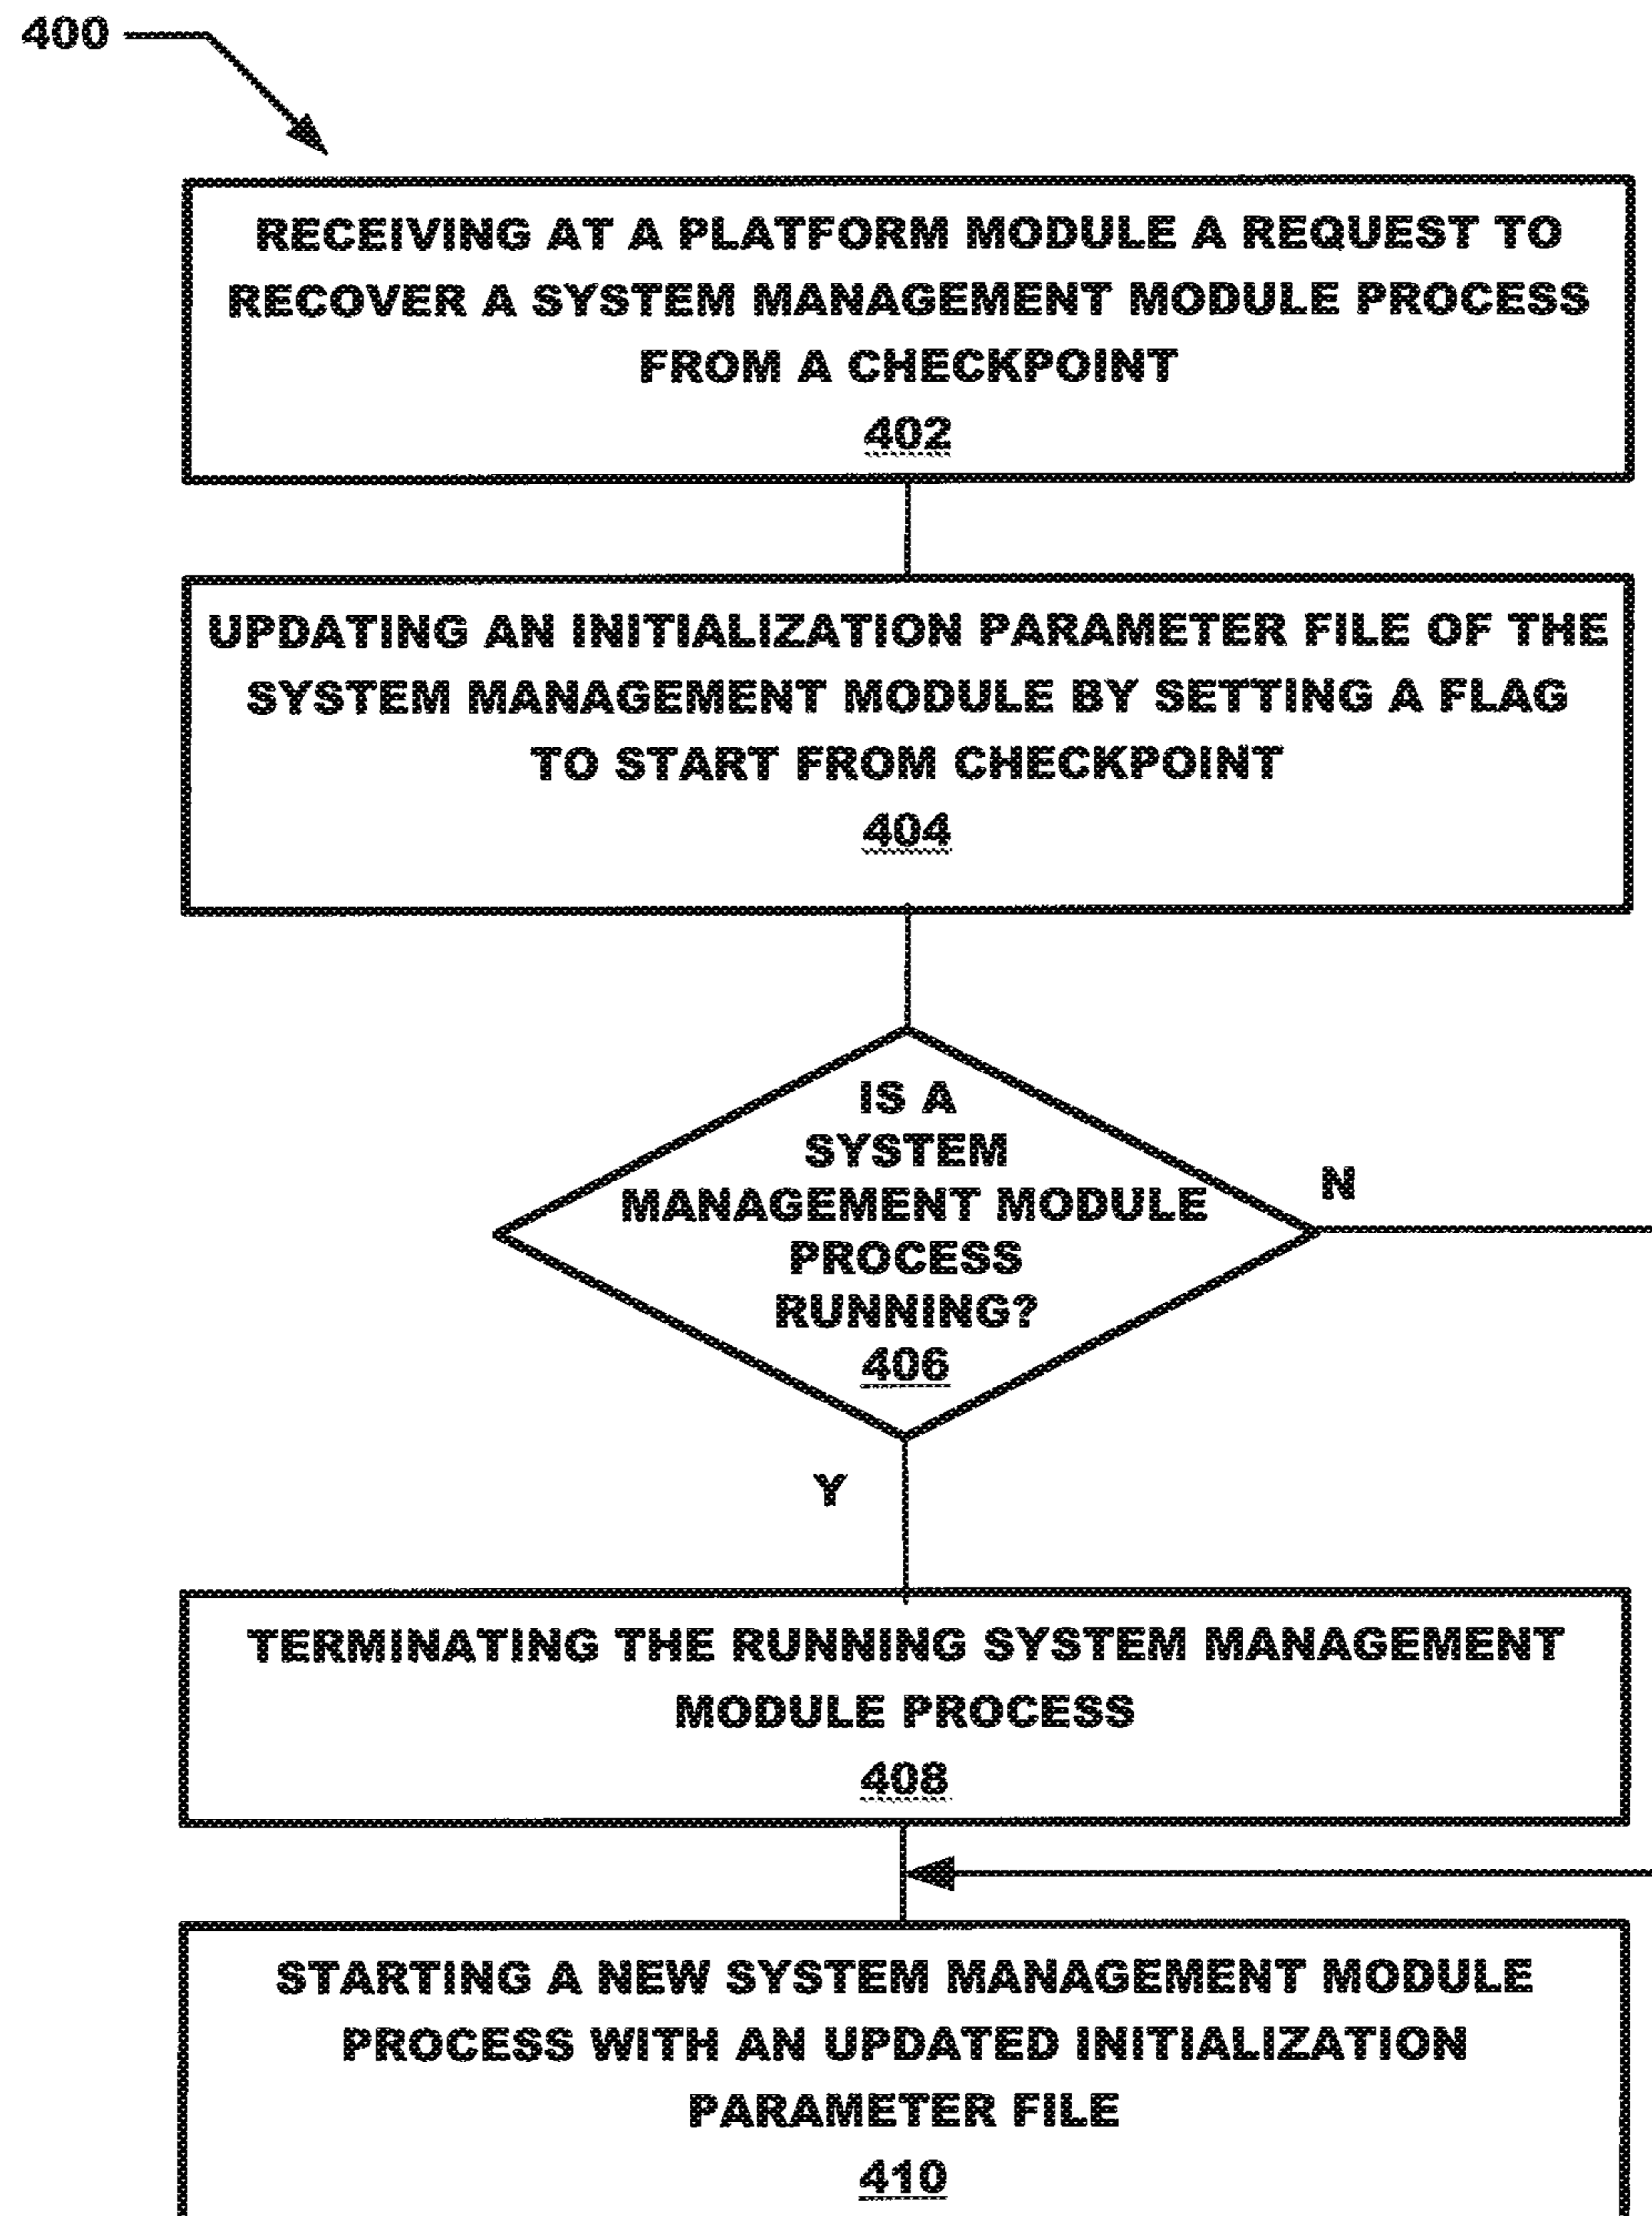 400
RECEIVING AT A PLATFORM MODULE A REQUEST TO
RECOVER A SYSTEM MANAGEMENT MODULE PROCESS
FROM A CHECKPOINT
402
UPDATING AN INITIALIZATION PARAMETER FILE OF THE
SYSTEM MANAGEMENT MODULE BY SETTING A FLAG
TO START FROM CHECKPOINT
404
IS A
SYSTEM
MANAGEMENT MODULE
PROCESS
RUNNING?
406
N
Y
TERMINATING THE RUNNING SYSTEM MANAGEMENT
MODULE PROCESS
408
STARTING A NEW SYSTEM MANAGEMENT MODULE
PROCESS WITH AN UPDATED INITIALIZATION
PARAMETER FILE
410